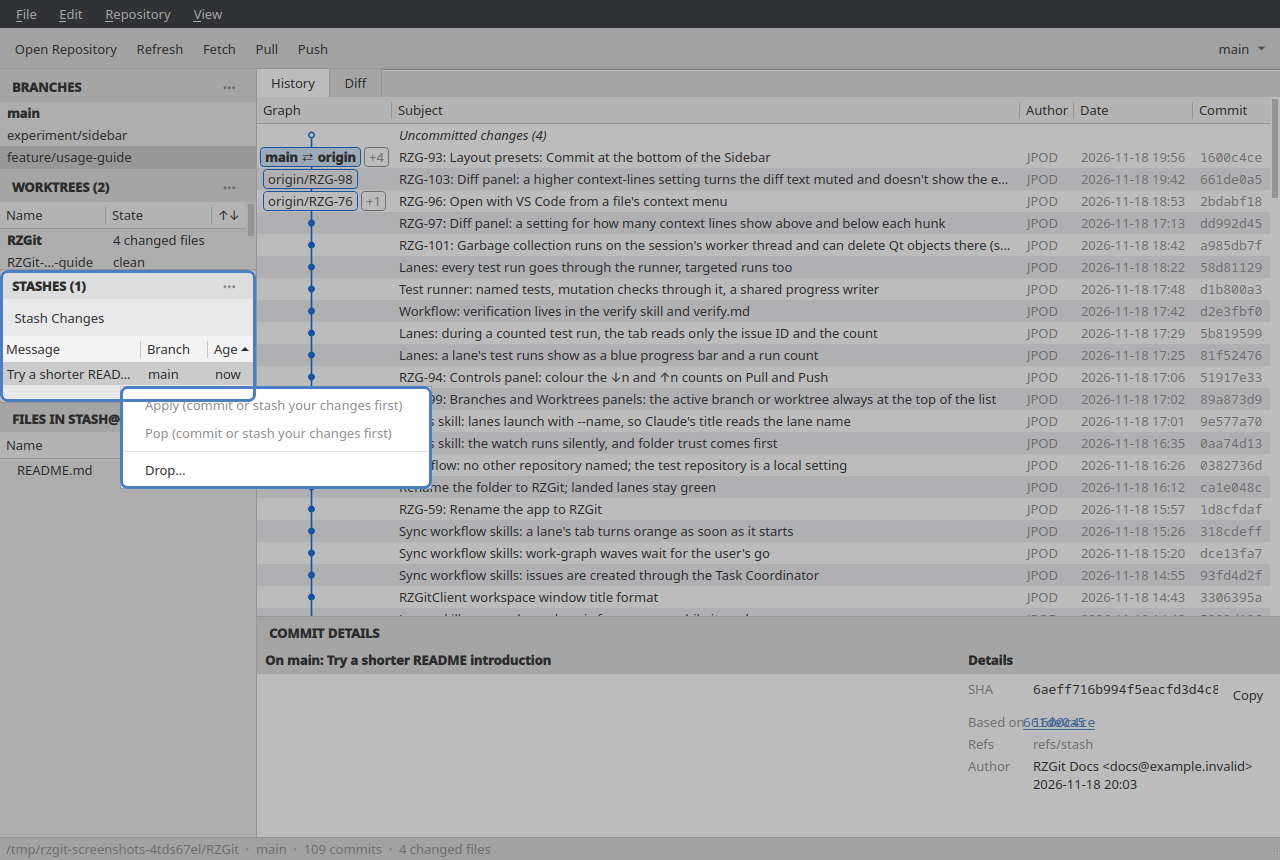 File Edit Repository View
Open Repository Refresh Fetch Pull Push main
BRANCHES ···
main
experiment/sidebar
feature/usage-guide
WORKTREES (2) ···
Name State ↑↓
RZGit 4 changed files
RZGit-...-guide clean
STASHES (1) ···
Stash Changes
Message Branch Age
Try a shorter READ... main now
Apply (commit or stash your changes first)
Pop (commit or stash your changes first)
Drop...
FILES IN STASH@
Name
README.md
History Diff
Graph Subject Author Date Commit
Uncommitted changes (4)
main ⇄ origin +4 RZG-93: Layout presets: Commit at the bottom of the Sidebar JPOD 2026-11-18 19:56 1600c4ce
origin/RZG-98 RZG-103: Diff panel: a higher context-lines setting turns the diff text muted and doesn't show the e... JPOD 2026-11-18 19:42 661de0a5
origin/RZG-76 +1 RZG-96: Open with VS Code from a file's context menu JPOD 2026-11-18 18:53 2bdabf18
RZG-97: Diff panel: a setting for how many context lines show above and below each hunk JPOD 2026-11-18 17:13 dd992d45
RZG-101: Garbage collection runs on the session's worker thread and can delete Qt objects there (s... JPOD 2026-11-18 18:42 a985db7f
Lanes: every test run goes through the runner, targeted runs too JPOD 2026-11-18 18:22 58d81129
Test runner: named tests, mutation checks through it, a shared progress writer JPOD 2026-11-18 17:48 d1b800a3
Workflow: verification lives in the verify skill and verify.md JPOD 2026-11-18 17:42 d2e3fbf0
Lanes: during a counted test run, the tab reads only the issue ID and the count JPOD 2026-11-18 17:29 5b819599
Lanes: a lane's test runs show as a blue progress bar and a run count JPOD 2026-11-18 17:25 81f52476
RZG-94: Controls panel: colour the ↓n and ↑n counts on Pull and Push JPOD 2026-11-18 17:06 51917e33
99: Branches and Worktrees panels: the active branch or worktree always at the top of the list JPOD 2026-11-18 17:02 89a873d9
skill: lanes launch with --name, so Claude's title reads the lane name JPOD 2026-11-18 17:01 9e577a70
skill: the watch runs silently, and folder trust comes first JPOD 2026-11-18 16:35 0aa74d13
flow: no other repository named; the test repository is a local setting JPOD 2026-11-18 16:26 0382736d
Rename the folder to RZGit; landed lanes stay green JPOD 2026-11-18 16:12 ca1e048c
RZG-59: Rename the app to RZGit JPOD 2026-11-18 15:57 1d8cfdaf
Sync workflow skills: a lane's tab turns orange as soon as it starts JPOD 2026-11-18 15:26 318cdeff
Sync workflow skills: work-graph waves wait for the user's go JPOD 2026-11-18 15:20 dce13fa7
Sync workflow skills: issues are created through the Task Coordinator JPOD 2026-11-18 14:55 93fd4d2f
RZGitClient workspace window title format JPOD 2026-11-18 14:43 3306395a
COMMIT DETAILS
On main: Try a shorter README introduction
Details
SHA 6aeff716b994f5eacfd3d4c8 Copy
Based on
Refs refs/stash
Author RZGit Docs <docs@example.invalid>
2026-11-18 20:03
/tmp/rzgit-screenshots-4tds67el/RZGit · main · 109 commits · 4 changed files